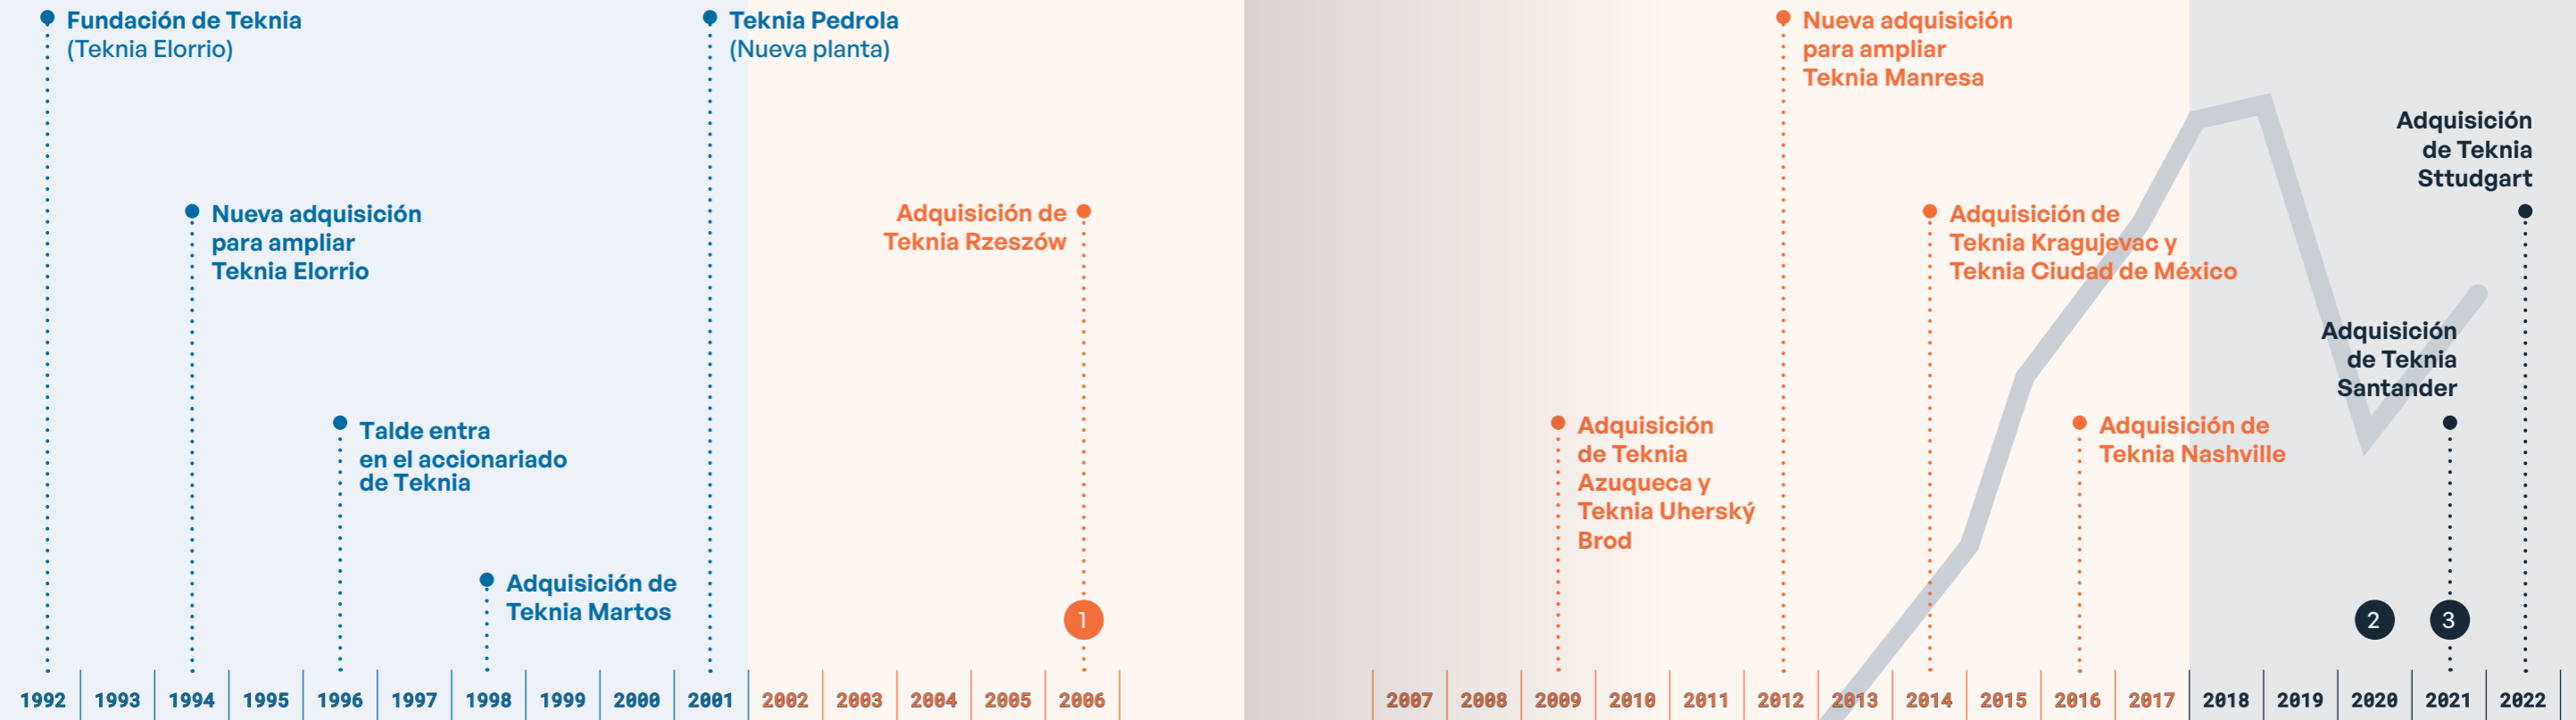 Fundación de Teknia
(Teknia Elorrio)
Nueva adquisición
para ampliar
Teknia Elorrio
Talde entra
en el accionariado
de Teknia
Adquisición de
Teknia Martos
Teknia Pedrola
(Nueva planta)
Adquisición de
Teknia Rzeszów
1
Adquisición
de Teknia
Azuqueca y
Teknia Uherský
Brod
Nueva adquisición
para ampliar
Teknia Manresa
Adquisición de
Teknia Kragujevac y
Teknia Ciudad de México
Adquisición de
Teknia Nashville
2
Adquisición
de Teknia
Santander
3
Adquisición
de Teknia
Sttudgart
1992 1993 1994 1995 1996 1997 1998 1999 2000 2001 2002 2003 2004 2005 2006 2007 2008 2009 2010 2011 2012 2013 2014 2015 2016 2017 2018 2019 2020 2021 2022